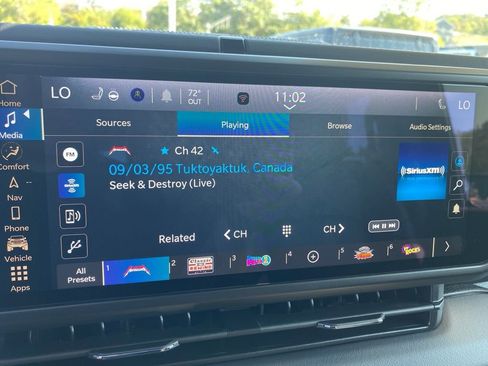 LO 72° OUT 11:02 LO
Home
Sources Playing Browse Audio Settings
Media
FM Ch 42
09/03/95 Tuktoyaktuk, Canada
Seek & Destroy (Live)
((SiriusXM))
Comfort
Nav
Phone
Related CH CH
Vehicle
All Presets 1 2 3 4 5 6
Apps